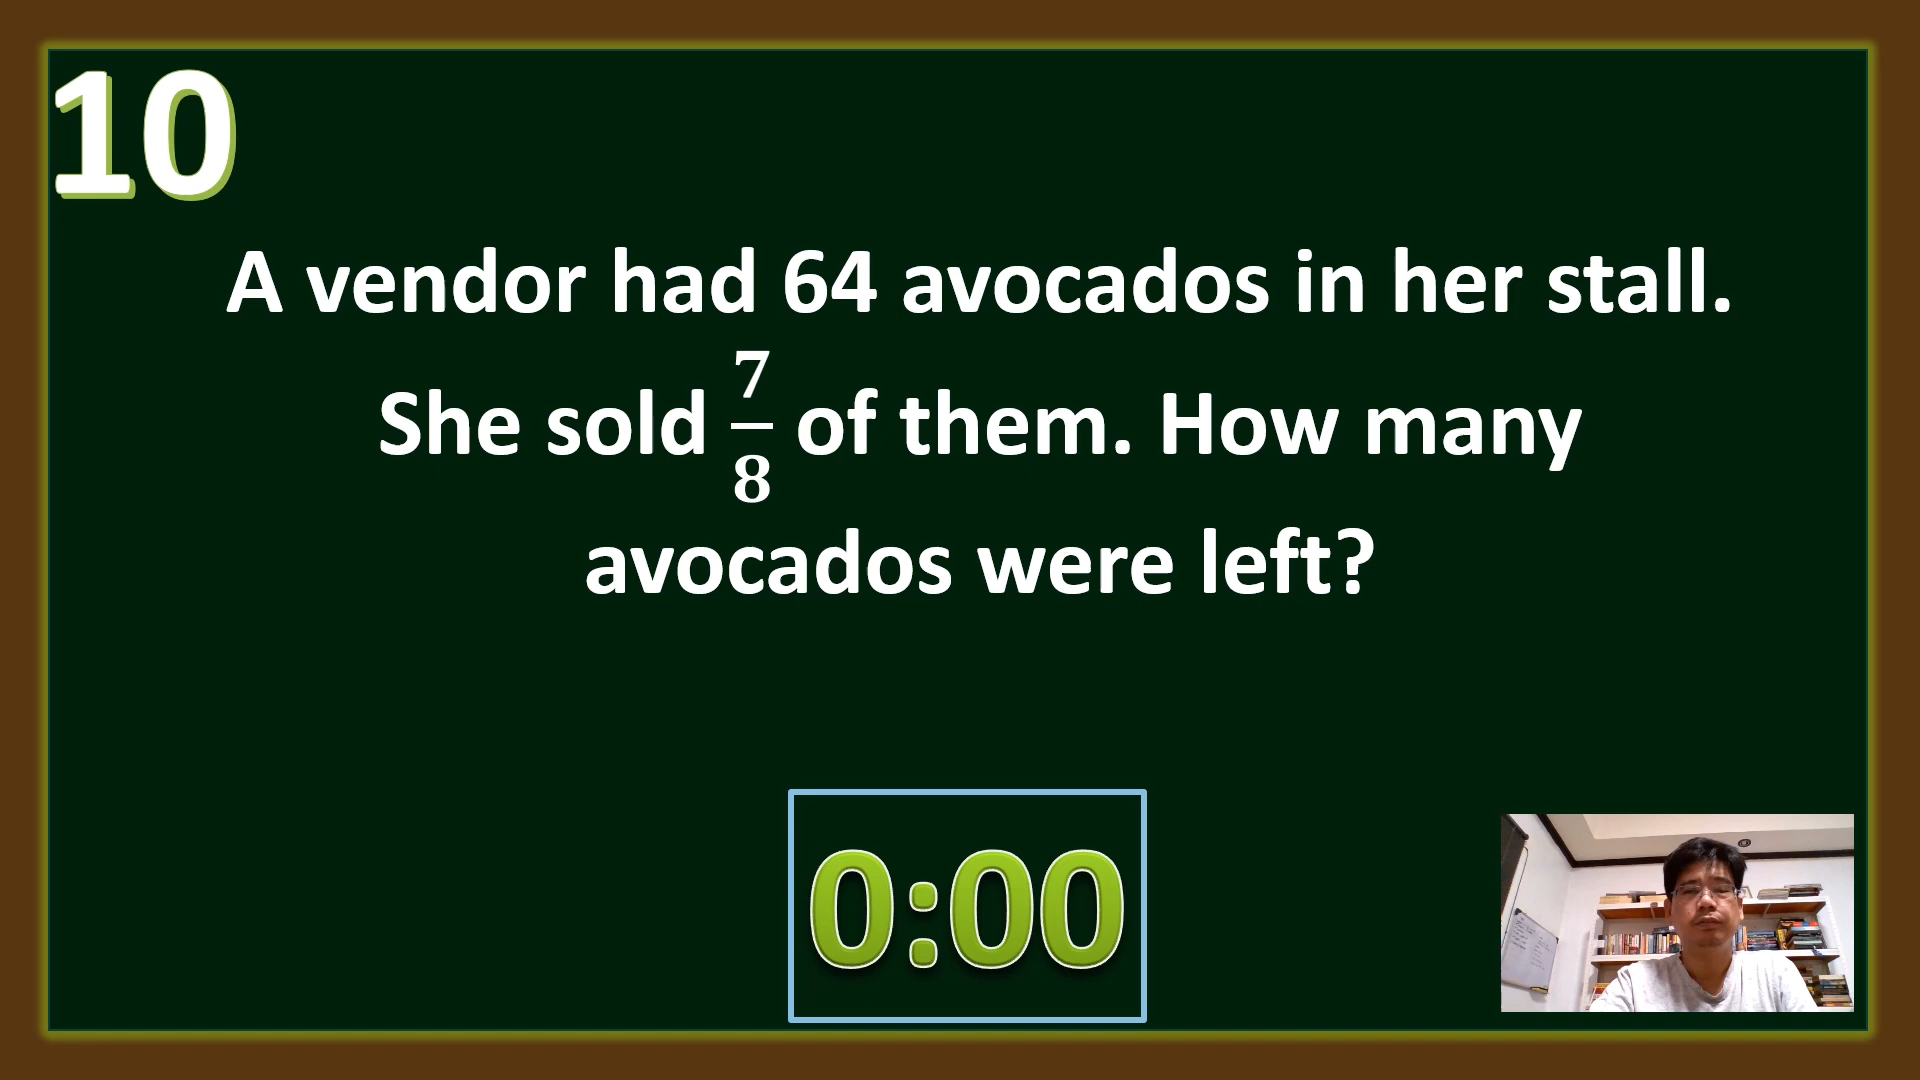 10
A vendor had 64 avocados in her stall.
She sold 7/8 of them. How many
avocados were left?
0:00